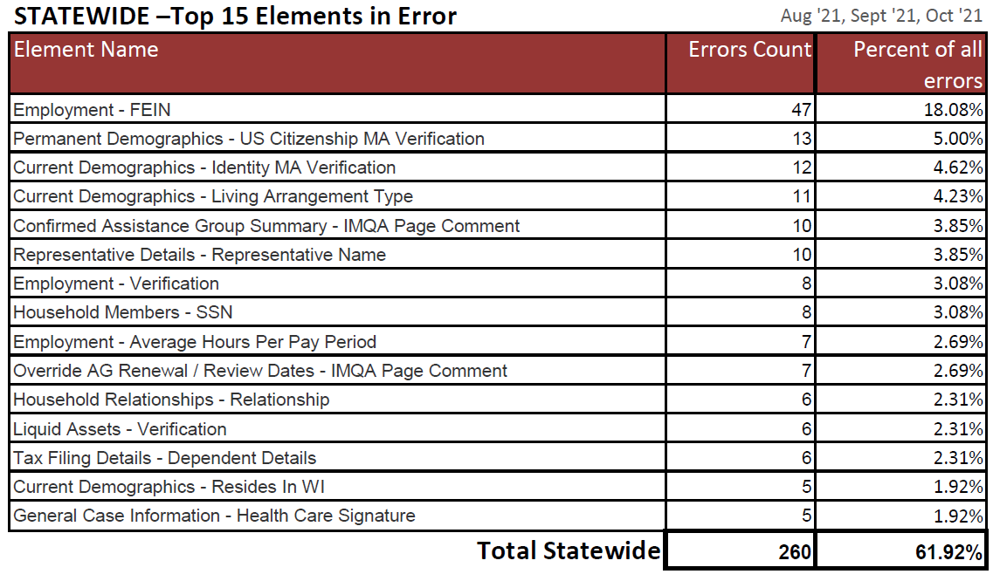 STATEWIDE –Top 15 Elements in Error Aug '21, Sept '21, Oct '21
Element Name Errors Count Percent of all
errors
Employment - FEIN 47 18.08%
Permanent Demographics - US Citizenship MA Verification 13 5.00%
Current Demographics - Identity MA Verification 12 4.62%
Current Demographics - Living Arrangement Type 11 4.23%
Confirmed Assistance Group Summary - IMQA Page Comment 10 3.85%
Representative Details - Representative Name 10 3.85%
Employment - Verification 8 3.08%
Household Members - SSN 8 3.08%
Employment - Average Hours Per Pay Period 7 2.69%
Override AG Renewal / Review Dates - IMQA Page Comment 7 2.69%
Household Relationships - Relationship 6 2.31%
Liquid Assets - Verification 6 2.31%
Tax Filing Details - Dependent Details 6 2.31%
Current Demographics - Resides In WI 5 1.92%
General Case Information - Health Care Signature 5 1.92%
Total Statewide 260 61.92%